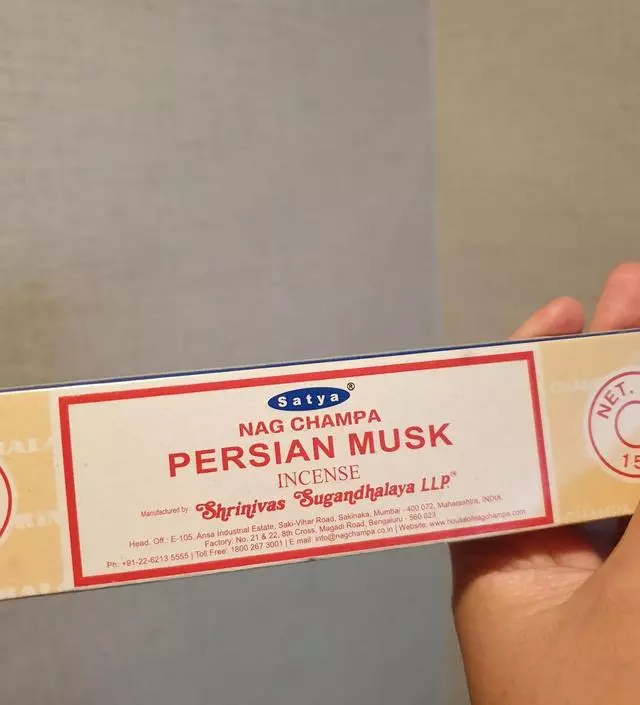 Satya®
NAG CHAMPA
PERSIAN MUSK
INCENSE
Manufactured by: Shrinivas Sugandhalaya LLP.™
Head. Off : E-105, Ansa Industrial Estate, Saki-Vihar Road, Sakinaka, Mumbai - 400 072, Maharashtra, INDIA.
Factory: No. 21 & 22, 8th Cross, Magadi Road, Bengaluru - 560 023.
Ph: +91-22-6213 5555 | Toll Free: 1800 267 3001 | E mail: info@nagchampa.co.in | Website: www.houseofnagchampa.com
NET.
15